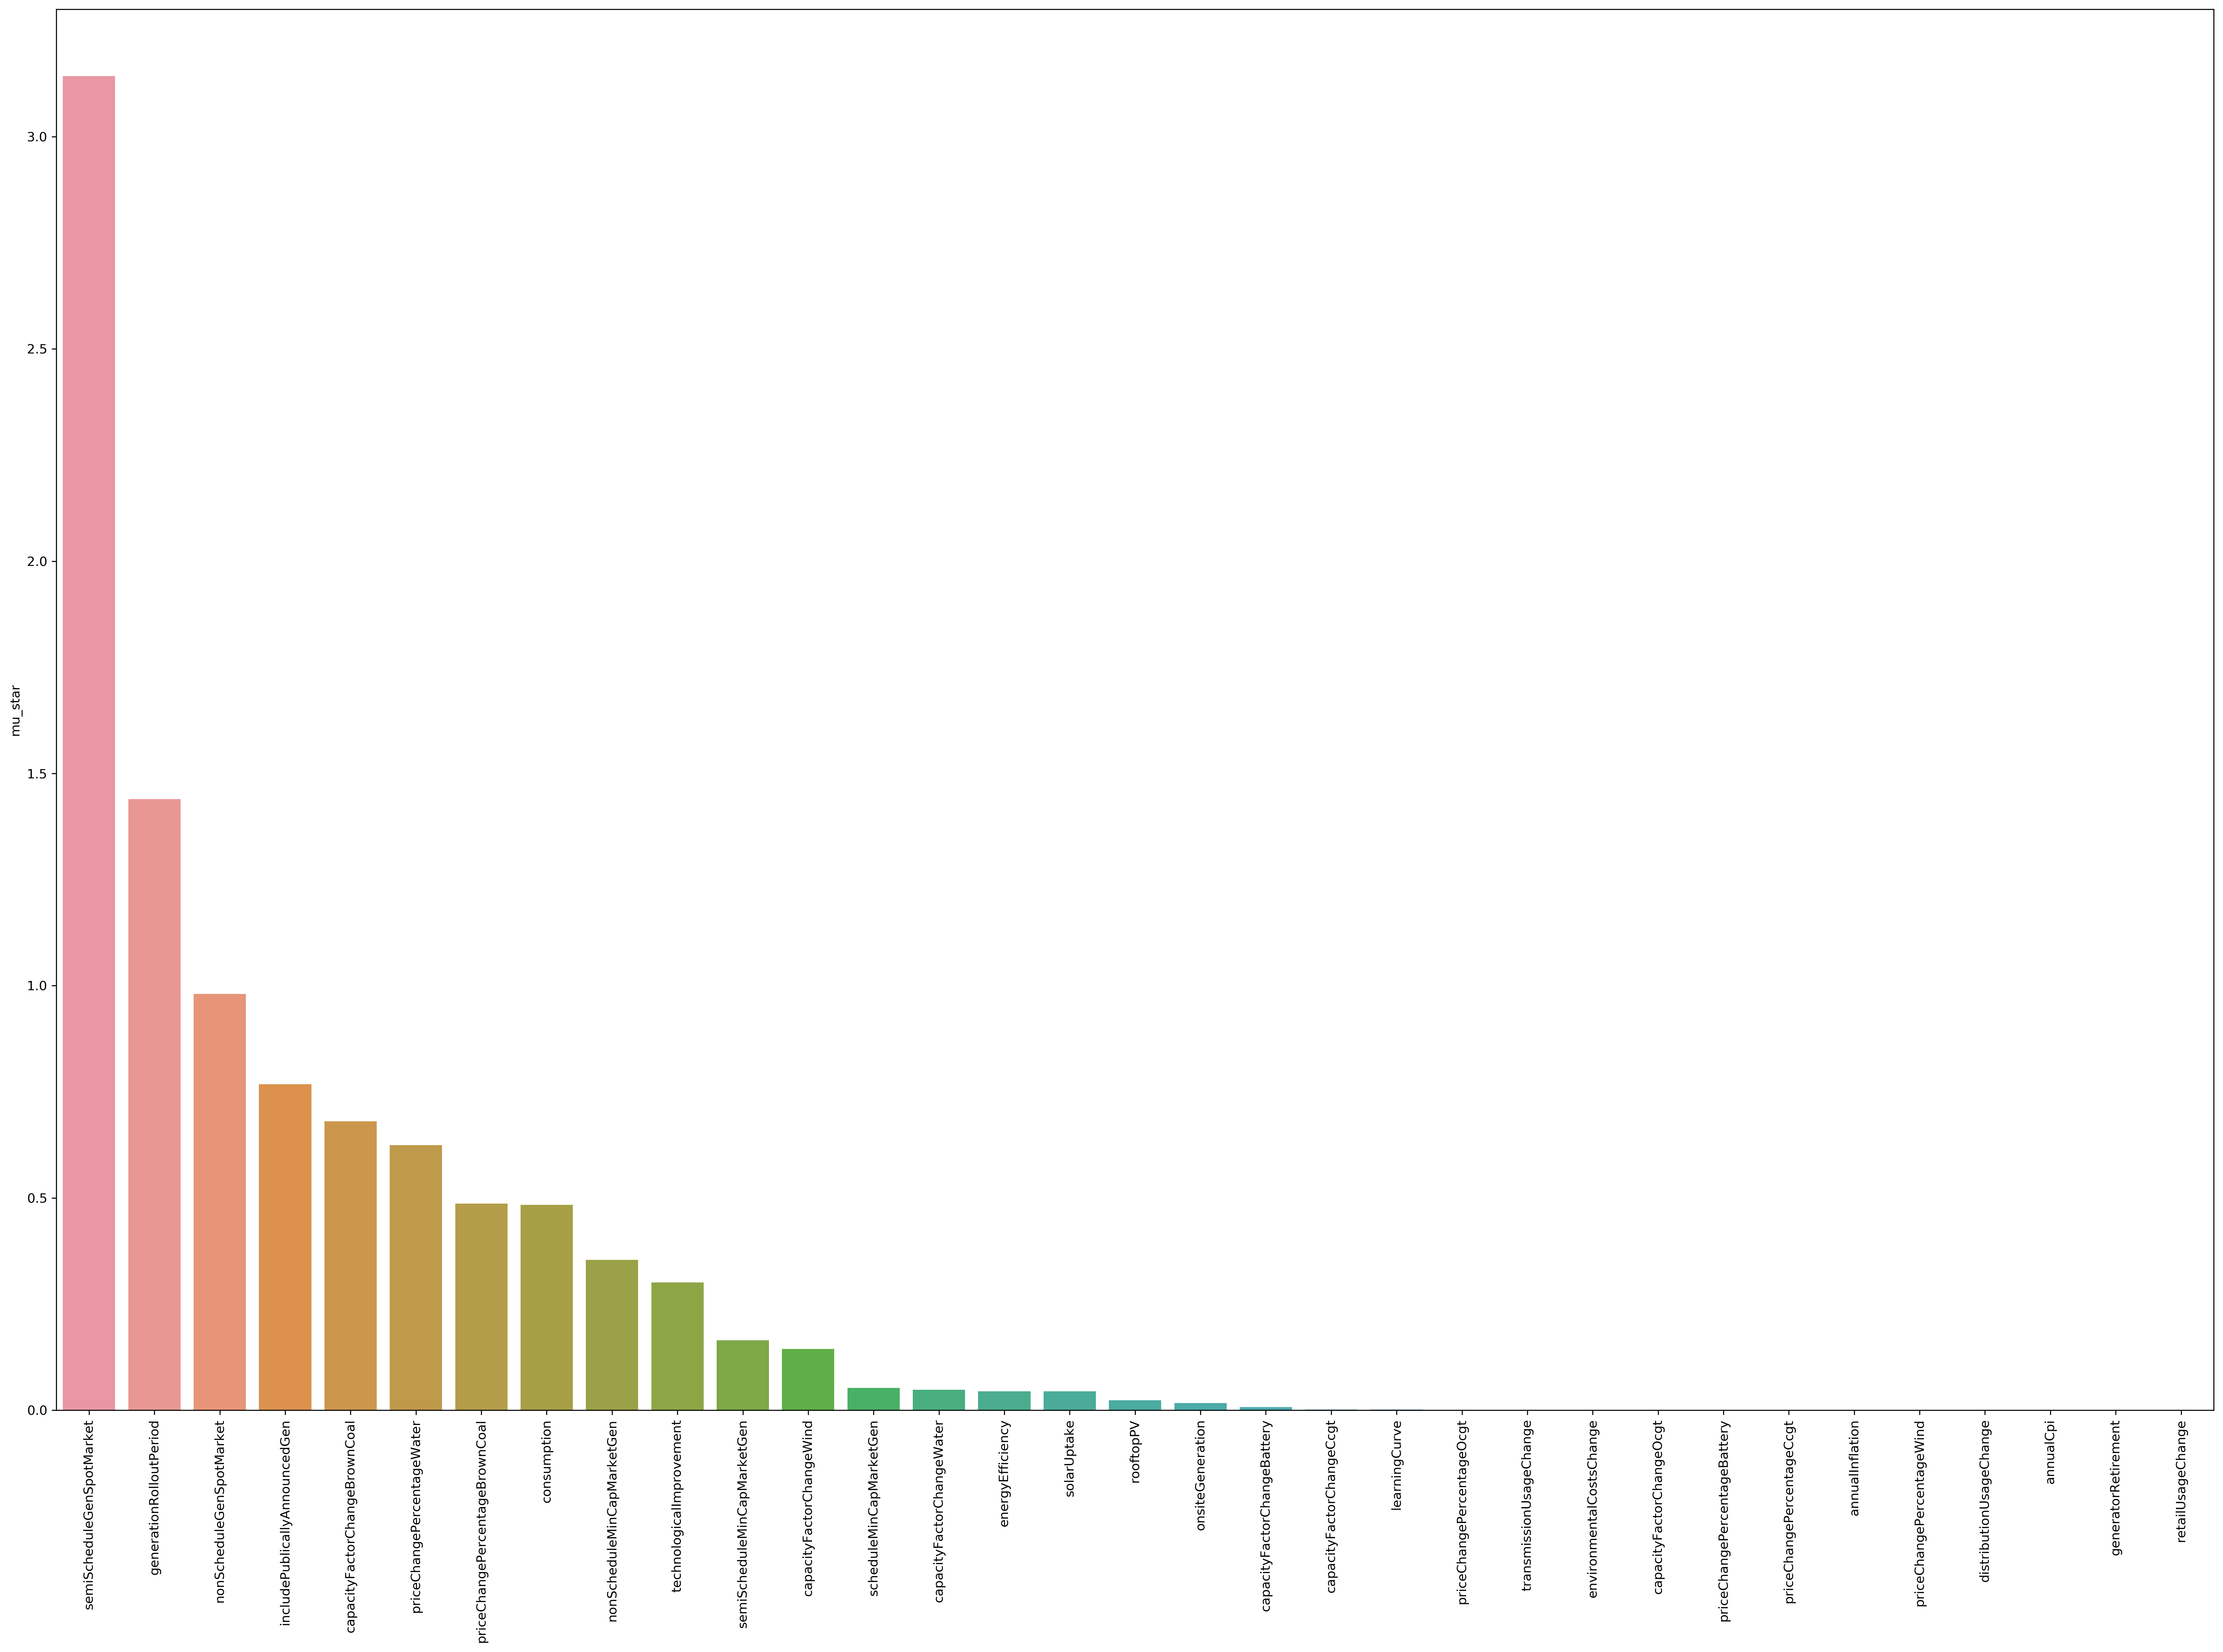 3.0
2.5
2.0
1.5
1.0
0.5
0.0
mu_star
semiScheduleGenSpotMarket
generationRolloutPeriod
nonScheduleGenSpotMarket
includePublicallyAnnouncedGen
capacityFactorChangeBrownCoal
priceChangePercentageWater
priceChangePercentageBrownCoal
consumption
nonScheduleMinCapMarketGen
technologicalImprovement
semiScheduleMinCapMarketGen
capacityFactorChangeWind
scheduleMinCapMarketGen
capacityFactorChangeWater
energyEfficiency
solarUptake
rooftopPV
onsiteGeneration
capacityFactorChangeBattery
capacityFactorChangeCcgt
learningCurve
priceChangePercentageOcgt
transmissionUsageChange
environmentalCostsChange
capacityFactorChangeOcgt
priceChangePercentageBattery
priceChangePercentageCcgt
annualInflation
priceChangePercentageWind
distributionUsageChange
annualCpi
generatorRetirement
retailUsageChange